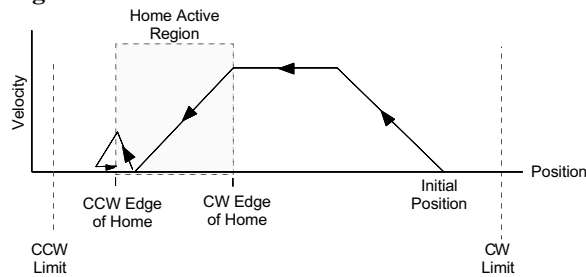 Home Active
Region
Velocity
Position
CCW Edge
of Home
CW Edge
of Home
Initial
Position
CCW
Limit
CW
Limit